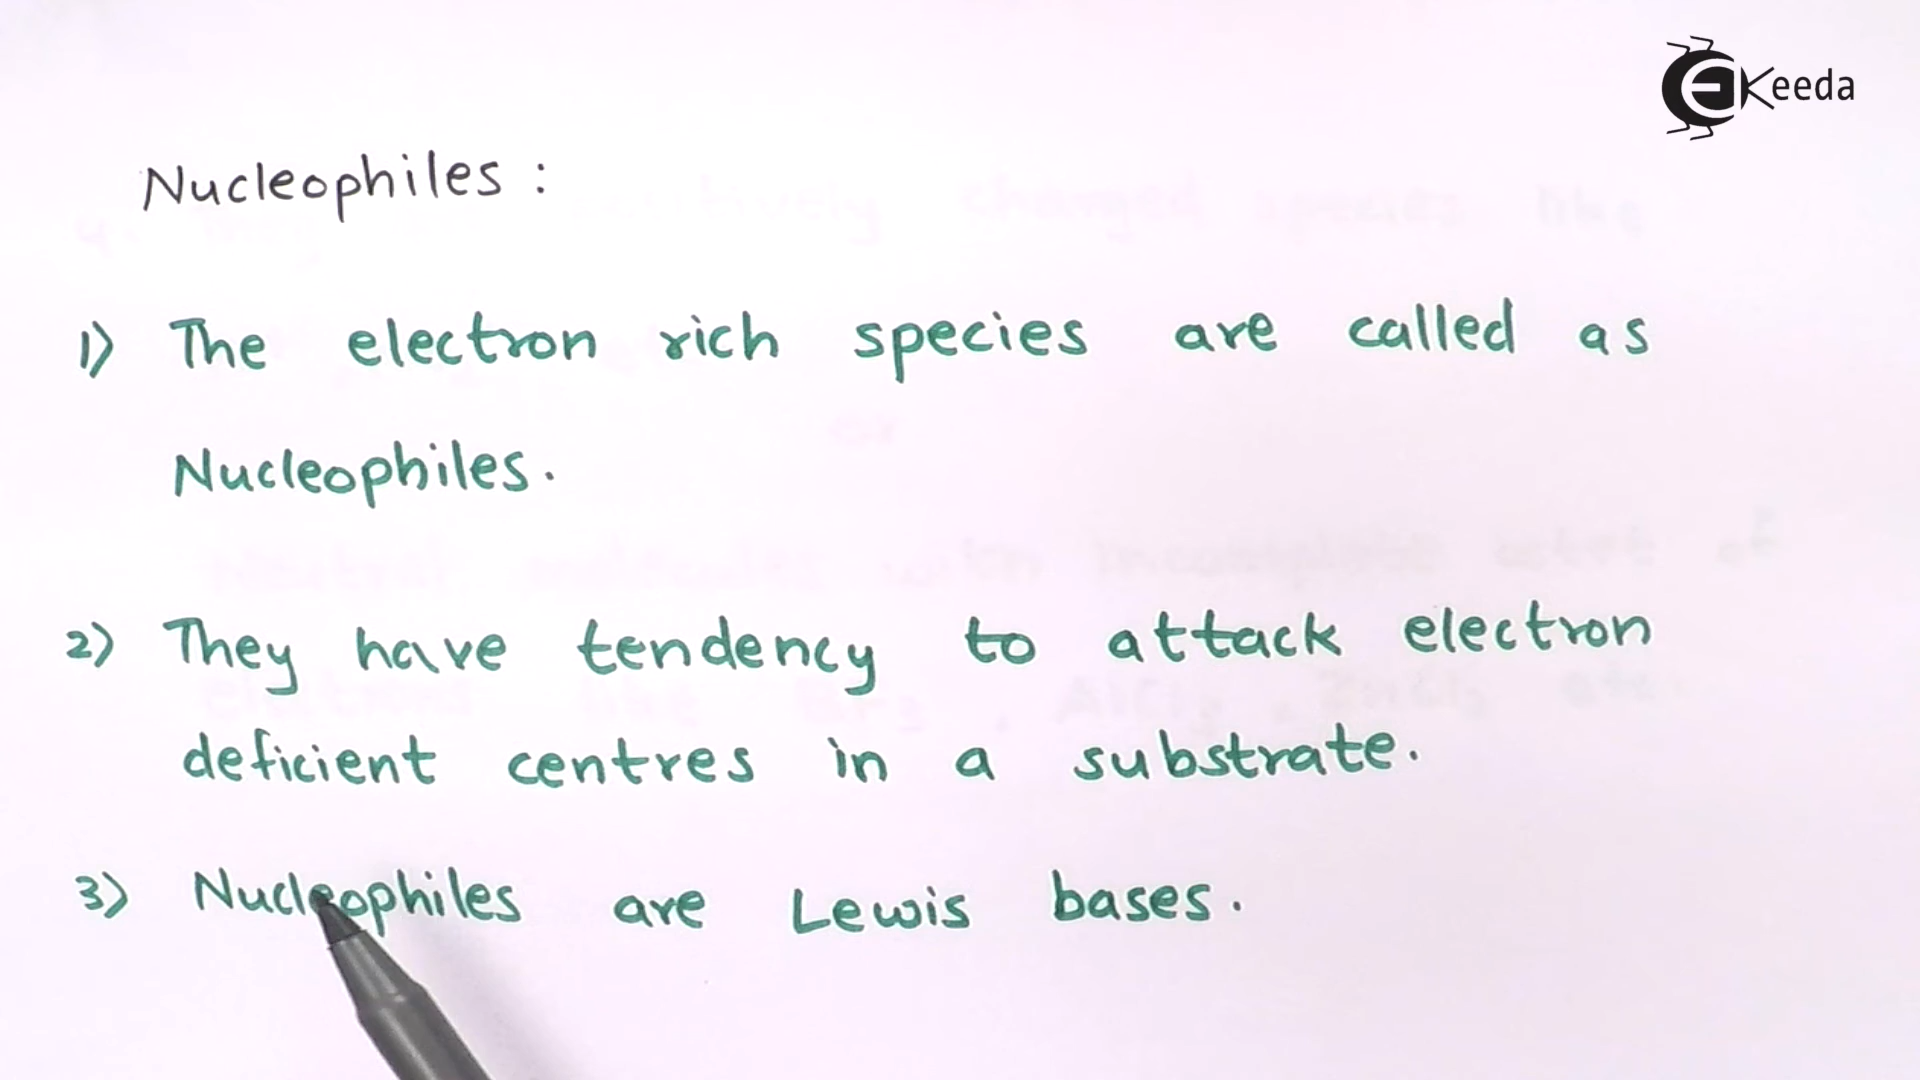 EKeeda
Nucleophiles :
1) The electron rich species are called as
Nucleophiles.
2) They have tendency to attack electron
deficient centres in a substrate.
3) Nucleophiles are Lewis bases.